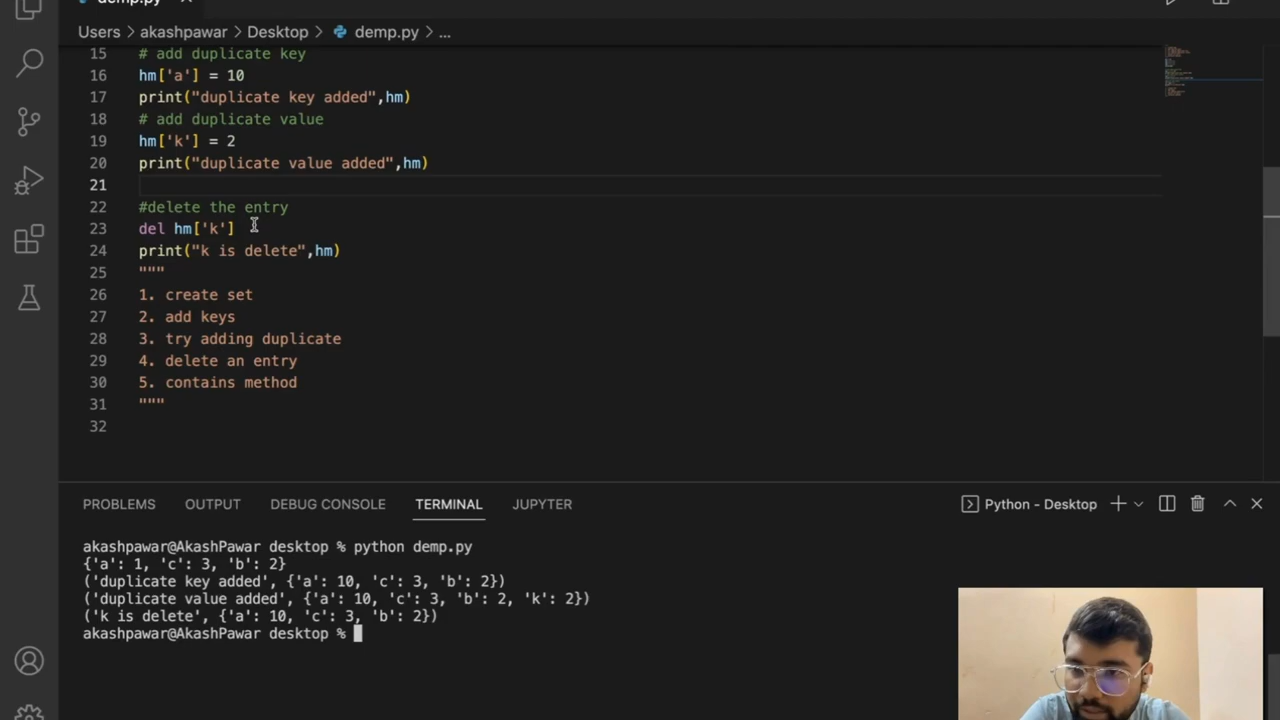 demp.py
Users > akashpawar > Desktop > demp.py > ...
15 # add duplicate key
16 hm['a'] = 10
17 print("duplicate key added",hm)
18 # add duplicate value
19 hm['k'] = 2
20 print("duplicate value added",hm)
21
22 #delete the entry
23 del hm['k']
24 print("k is delete",hm)
25 """
26 1. create set
27 2. add keys
28 3. try adding duplicate
29 4. delete an entry
30 5. contains method
31 """
32
PROBLEMS OUTPUT DEBUG CONSOLE TERMINAL JUPYTER Python - Desktop
akashpawar@AkashPawar desktop % python demp.py
{'a': 1, 'c': 3, 'b': 2}
('duplicate key added', {'a': 10, 'c': 3, 'b': 2})
('duplicate value added', {'a': 10, 'c': 3, 'b': 2, 'k': 2})
('k is delete', {'a': 10, 'c': 3, 'b': 2})
akashpawar@AkashPawar desktop %